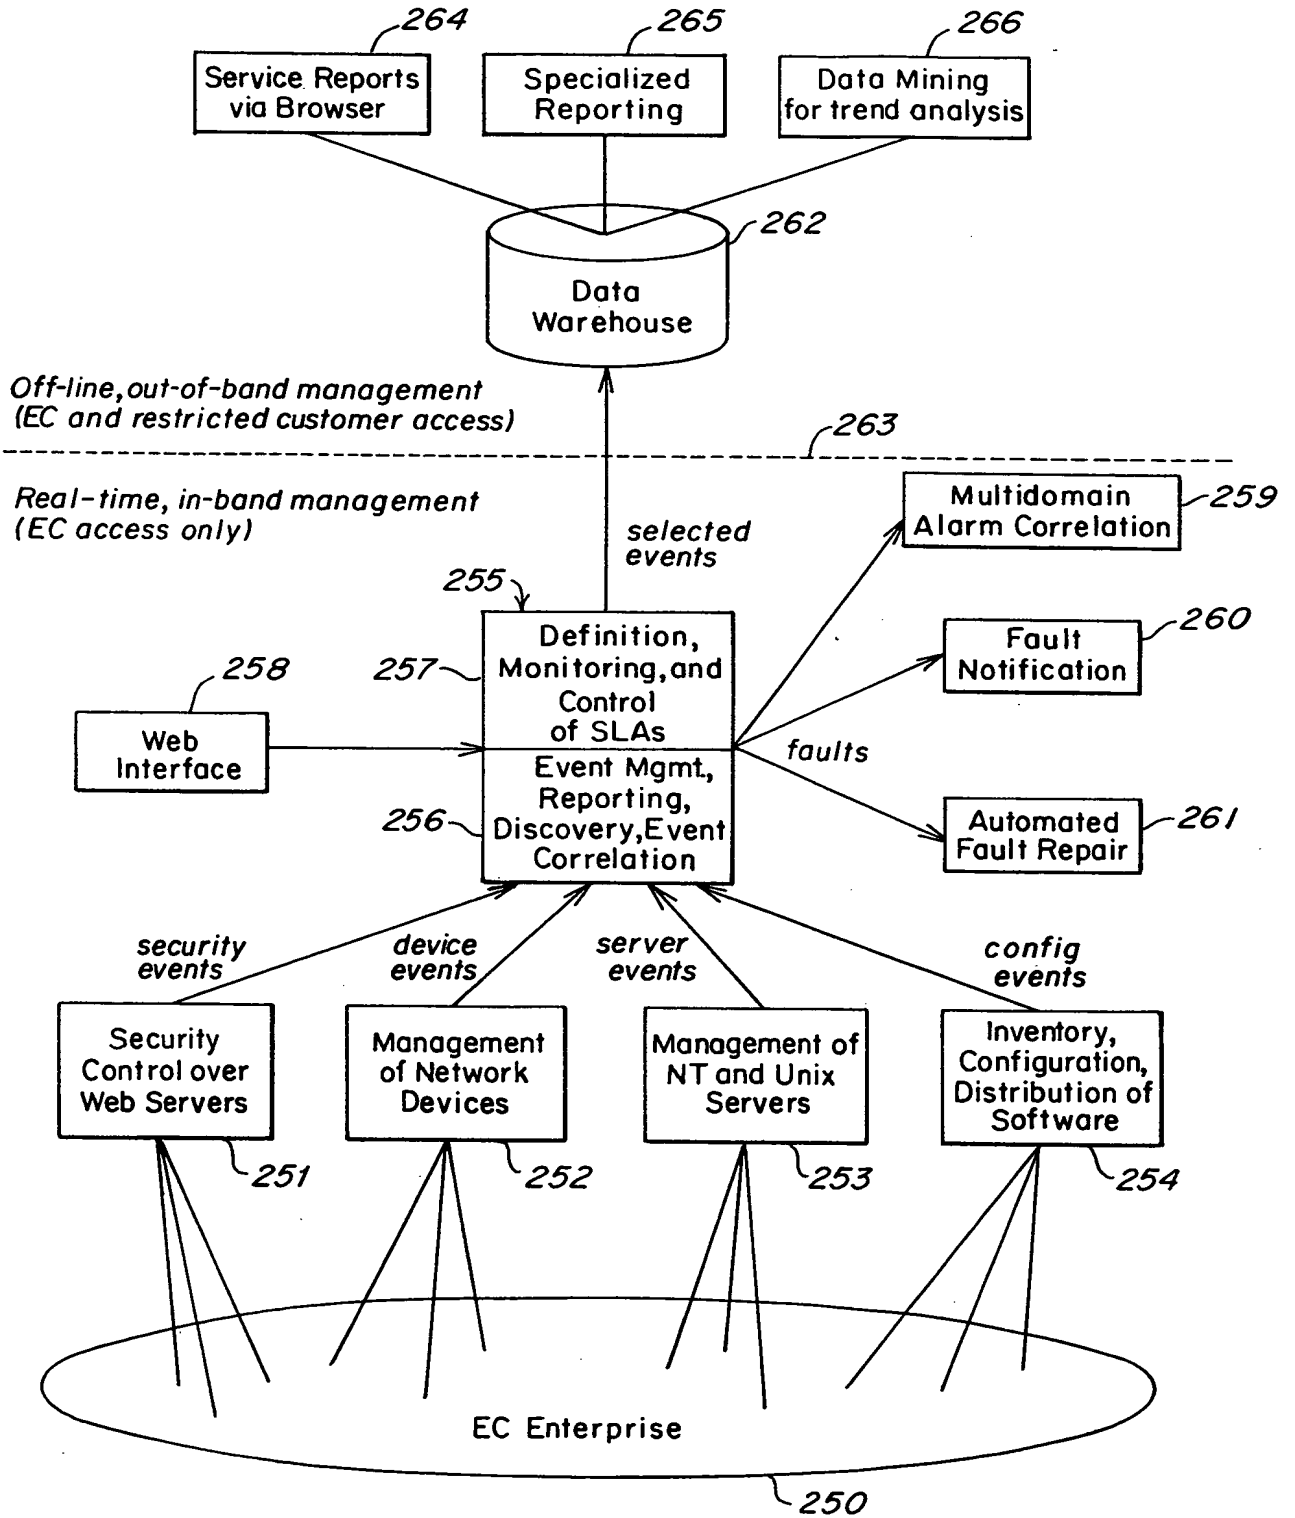 264
265
266
Service Reports
via Browser
Specialized
Reporting
Data Mining
for trend analysis
262
Data
Warehouse
Off-line, out-of-band management
(EC and restricted customer access)
263
Real-time, in-band management
(EC access only)
selected
events
Multidomain
Alarm Correlation
259
255
257
Definition,
Monitoring, and
Control
of SLAs
Fault
Notification
260
258
Web
Interface
faults
256
Event Mgmt.,
Reporting,
Discovery, Event
Correlation
Automated
Fault Repair
261
security
events
device
events
server
events
config
events
Security
Control over
Web Servers
Management
of Network
Devices
Management of
NT and Unix
Servers
Inventory,
Configuration,
Distribution of
Software
251
252
253
254
EC Enterprise
250